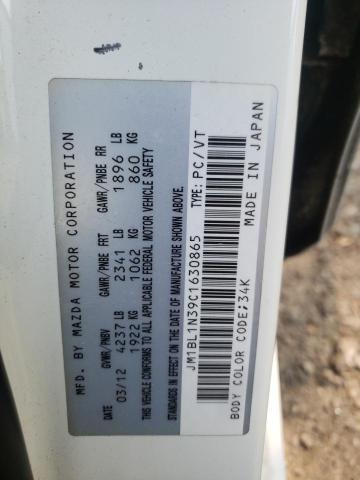 MFD. BY MAZDA MOTOR CORPORATION
GVWR/PNBV GAWR/PNBE FRT GAWR/PNBE RR
03/12 4237 LB 2341 LB 1896 LB
1922 KG 1062 KG 860 KG
THIS VEHICLE CONFORMS TO ALL APPLICABLE FEDERAL MOTOR VEHICLE SAFETY
STANDARDS IN EFFECT ON THE DATE OF MANUFACTURE SHOWN ABOVE.
JM1BL1N39C1630865 TYPE: PC/VT
BODY COLOR CODE;34K MADE IN JAPAN